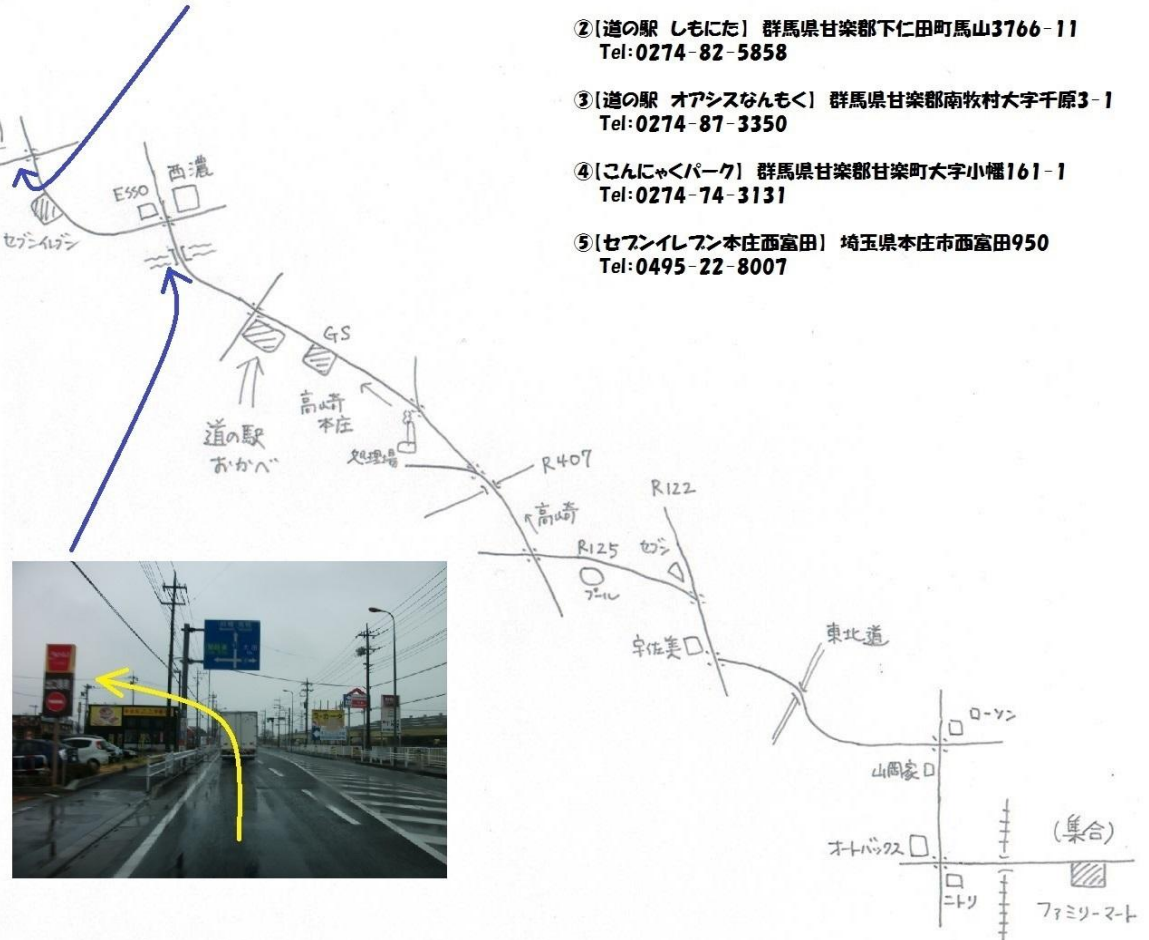 ②【道の駅 しもにた】 群馬県甘楽郡下仁田町馬山3766-11
Tel:0274-82-5858
③【道の駅 オアシスなんもく】 群馬県甘楽郡南牧村大字千原3-1
Tel:0274-87-3350
④【こんにゃくパーク】 群馬県甘楽郡甘楽町大字小幡161-1
Tel:0274-74-3131
⑤【セブンイレブン本庄西富田】 埼玉県本庄市西富田950
Tel:0495-22-8007
西濃
ESSO
セブンイレブン
GS
高崎
本庄
道の駅
おかべ
処理場
R407
R122
高崎
R125
セブン
プール
宇佐美
東北道
ローソン
山岡家
オートバックス
(集合)
ニトリ
ファミリーマート